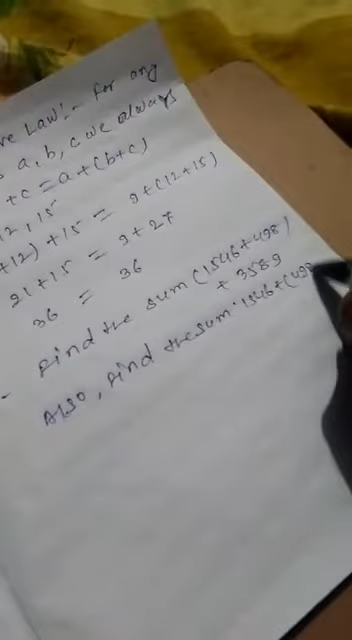 ve Law:- for any
a, b, c we always
+c = a+(b+c)
12, 15
+12) +15 = 9+(12+15)
21+15 = 9+27
36 = 36
Find the sum (1546+498)
+ 3589
Also, Find the sum 1546+(498